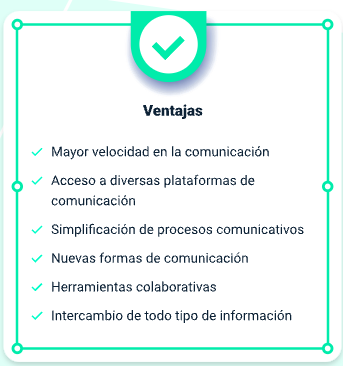 Ventajas
Mayor velocidad en la comunicación
Acceso a diversas plataformas de
comunicación
Simplificación de procesos comunicativos
Nuevas formas de comunicación
Herramientas colaborativas
Intercambio de todo tipo de información